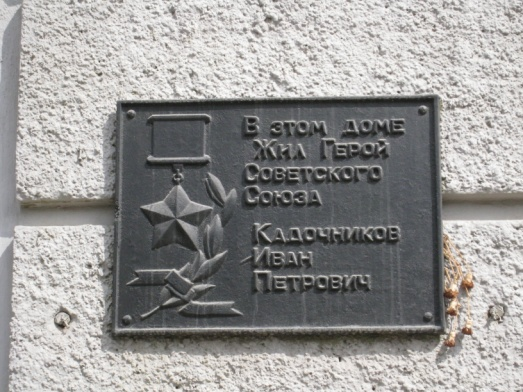 В этом доме
Жил Герой
Советского
Союза
Кадочников
Иван
Петрович